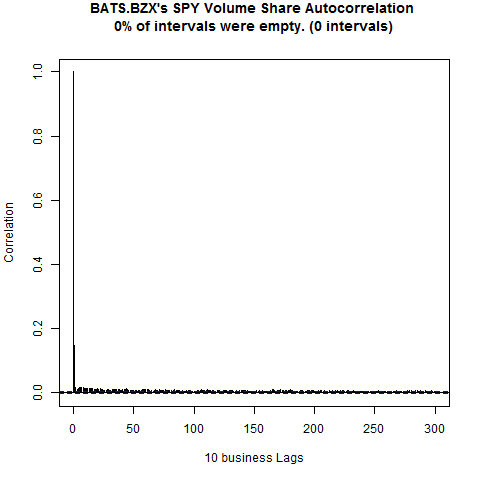 BATS.BZX's SPY Volume Share Autocorrelation
0% of intervals were empty. (0 intervals)
Correlation
1.0
0.8
0.6
0.4
0.2
0.0
0 50 100 150 200 250 300
10 business Lags